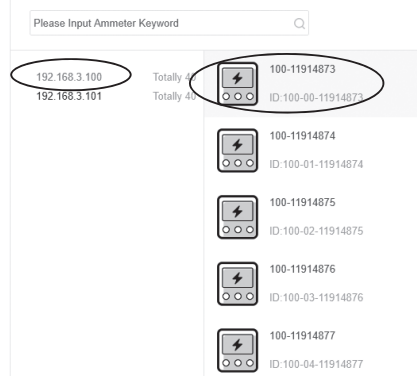 Please Input Ammeter Keyword
192.168.3.100 Totally 40
192.168.3.101 Totally 40
100-11914873
ID:100-00-11914873
100-11914874
ID:100-01-11914874
100-11914875
ID:100-02-11914875
100-11914876
ID:100-03-11914876
100-11914877
ID:100-04-11914877